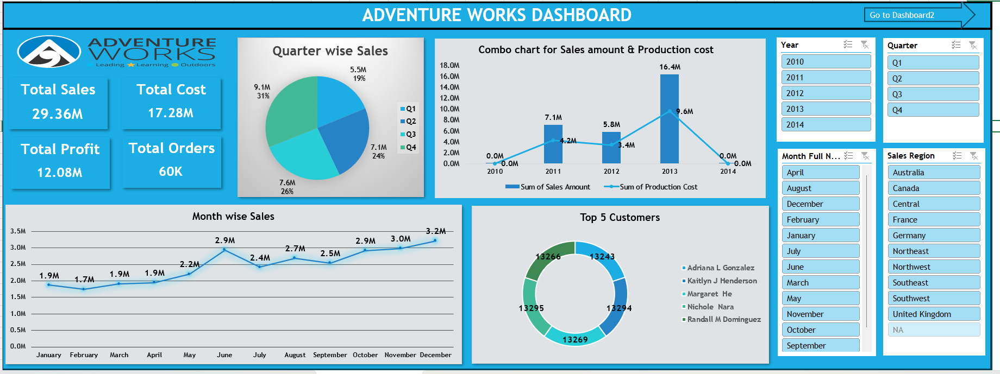 ADVENTURE WORKS DASHBOARD
Go to Dashboard2
ADVENTURE
WORKS
Leading Learning Outdoors
Total Sales
29.36M
Total Cost
17.28M
Total Profit
12.08M
Total Orders
60K
Quarter wise Sales
5.5M
19%
9.1M
31%
7.1M
24%
7.6M
26%
Q1
Q2
Q3
Q4
Combo chart for Sales amount & Production cost
18.0M
16.0M
14.0M
12.0M
10.0M
8.0M
6.0M
4.0M
2.0M
0.0M
0.0M
0.0M
7.1M
4.2M
5.8M
3.4M
16.4M
9.6M
0.0M
0.0M
2010
2011
2012
2013
2014
Sum of Sales Amount
Sum of Production Cost
Year
2010
2011
2012
2013
2014
Quarter
Q1
Q2
Q3
Q4
Month wise Sales
3.5M
3.0M
2.5M
2.0M
1.5M
1.0M
0.5M
0.0M
1.9M
1.7M
1.9M
1.9M
2.2M
2.9M
2.4M
2.7M
2.5M
2.9M
3.0M
3.2M
January
February
March
April
May
June
July
August
September
October
November
December
Top 5 Customers
13266
13243
13295
13294
13269
Adriana L Gonzalez
Kaitlyn J Henderson
Margaret He
Nichole Nara
Randall M Dominguez
Month Full N...
April
August
December
February
January
July
June
March
May
November
October
September
Sales Region
Australia
Canada
Central
France
Germany
Northeast
Northwest
Southeast
Southwest
United Kingdom
NA